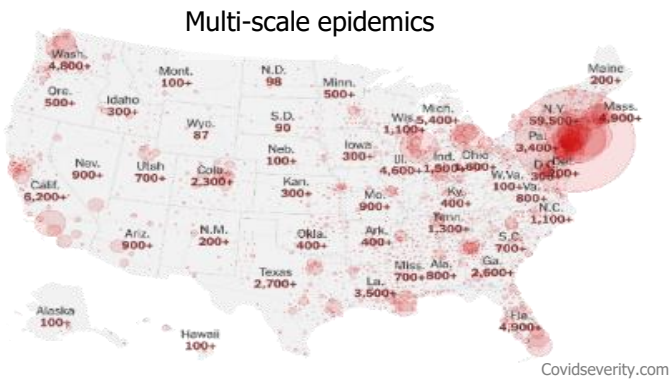 Multi-scale epidemics
Wash.
4,800+
Mont.
100+
N.D.
98
Minn.
500+
Maine
200+
Ore.
500+
Idaho
300+
S.D.
90
Wis.
1,100+
Mich.
5,400+
N.Y.
59,500+
Mass.
4,900+
Wyo.
87
Pa.
3,400+
Neb.
100+
Iowa
300+
Ill.
4,600+
Ind.
Ohio
Nev.
900+
Utah
700+
Colo.
2,300+
Kan.
300+
Mo.
900+
Ky.
400+
W.Va.
100+
Va.
800+
D.C.
Calif.
6,200+
N.C.
1,100+
Tenn.
1,300+
Ariz.
900+
N.M.
200+
Okla.
400+
Ark.
400+
S.C.
700+
Texas
2,700+
La.
3,500+
Miss.
700+
Ala.
800+
Ga.
2,600+
Fla.
4,900+
Alaska
100+
Hawaii
100+
Covidseverity.com